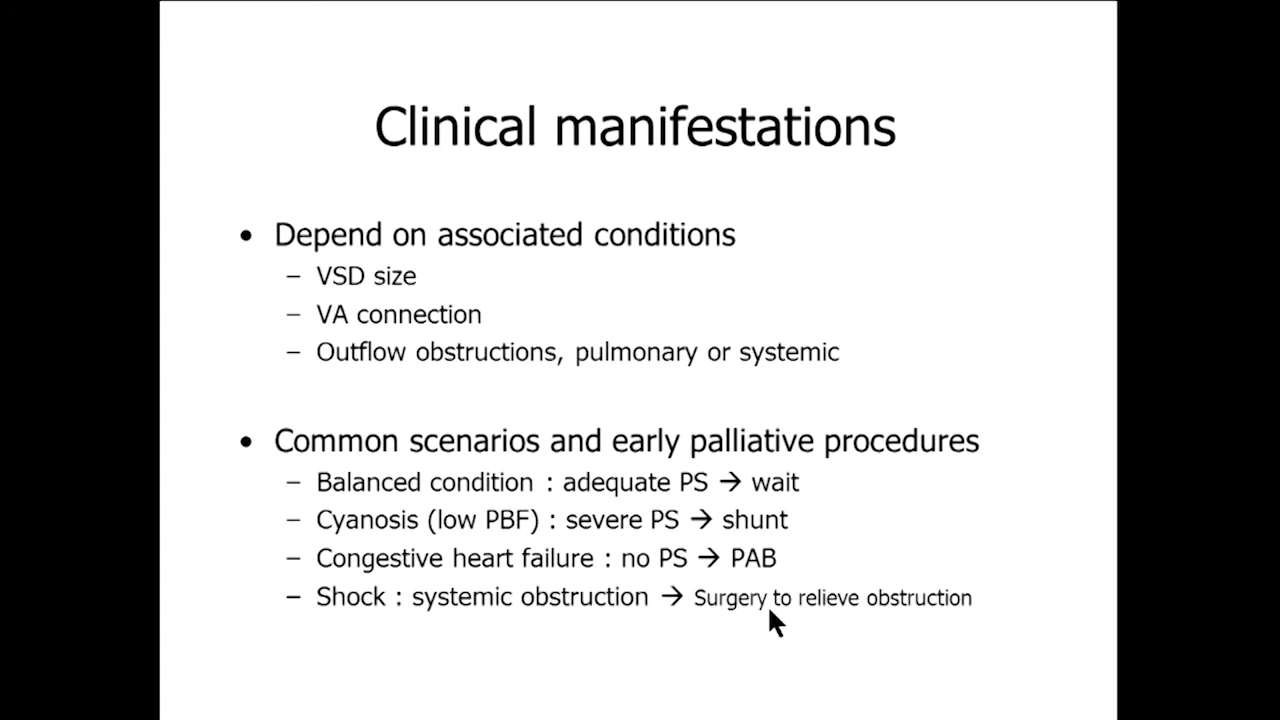 Clinical manifestations
• Depend on associated conditions
– VSD size
– VA connection
– Outflow obstructions, pulmonary or systemic
• Common scenarios and early palliative procedures
– Balanced condition : adequate PS → wait
– Cyanosis (low PBF) : severe PS → shunt
– Congestive heart failure : no PS → PAB
– Shock : systemic obstruction → Surgery to relieve obstruction